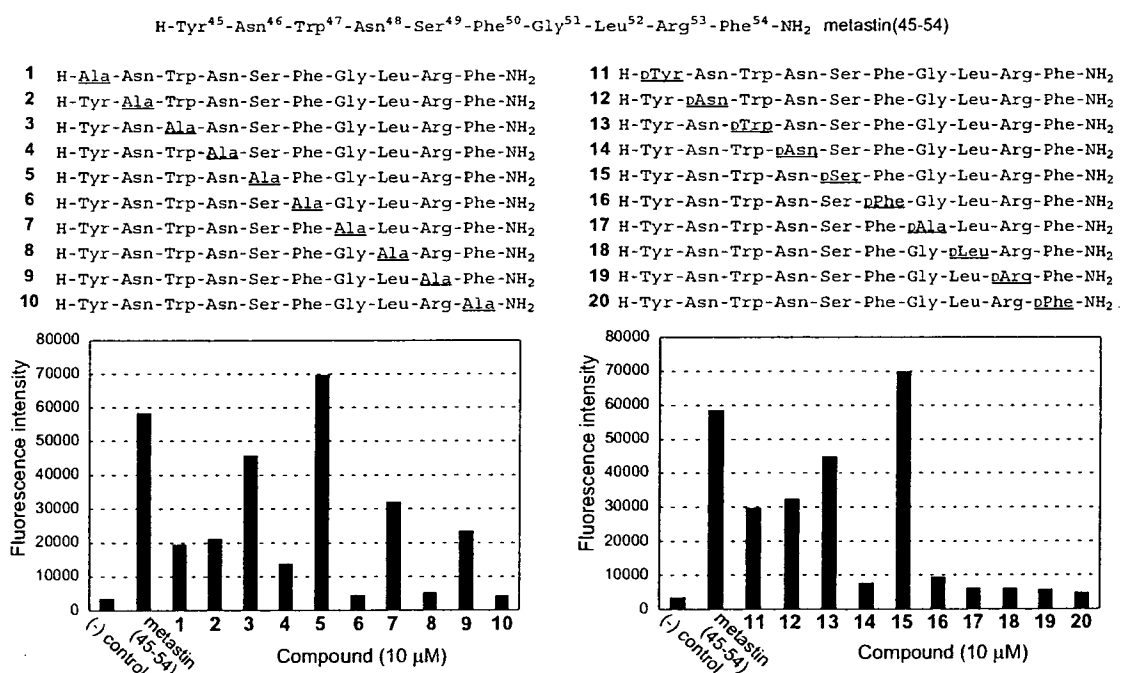 H-Tyr⁴⁵-Asn⁴⁶-Trp⁴⁷-Asn⁴⁸-Ser⁴⁹-Phe⁵⁰-Gly⁵¹-Leu⁵²-Arg⁵³-Phe⁵⁴-NH₂ metastin(45-54)
1 H-Ala-Asn-Trp-Asn-Ser-Phe-Gly-Leu-Arg-Phe-NH₂
2 H-Tyr-Ala-Trp-Asn-Ser-Phe-Gly-Leu-Arg-Phe-NH₂
3 H-Tyr-Asn-Ala-Asn-Ser-Phe-Gly-Leu-Arg-Phe-NH₂
4 H-Tyr-Asn-Trp-Ala-Ser-Phe-Gly-Leu-Arg-Phe-NH₂
5 H-Tyr-Asn-Trp-Asn-Ala-Phe-Gly-Leu-Arg-Phe-NH₂
6 H-Tyr-Asn-Trp-Asn-Ser-Ala-Gly-Leu-Arg-Phe-NH₂
7 H-Tyr-Asn-Trp-Asn-Ser-Phe-Ala-Leu-Arg-Phe-NH₂
8 H-Tyr-Asn-Trp-Asn-Ser-Phe-Gly-Ala-Arg-Phe-NH₂
9 H-Tyr-Asn-Trp-Asn-Ser-Phe-Gly-Leu-Ala-Phe-NH₂
10 H-Tyr-Asn-Trp-Asn-Ser-Phe-Gly-Leu-Arg-Ala-NH₂
11 H-DTyr-Asn-Trp-Asn-Ser-Phe-Gly-Leu-Arg-Phe-NH₂
12 H-Tyr-DAsn-Trp-Asn-Ser-Phe-Gly-Leu-Arg-Phe-NH₂
13 H-Tyr-Asn-DTrp-Asn-Ser-Phe-Gly-Leu-Arg-Phe-NH₂
14 H-Tyr-Asn-Trp-DAsn-Ser-Phe-Gly-Leu-Arg-Phe-NH₂
15 H-Tyr-Asn-Trp-Asn-DSer-Phe-Gly-Leu-Arg-Phe-NH₂
16 H-Tyr-Asn-Trp-Asn-Ser-DPhe-Gly-Leu-Arg-Phe-NH₂
17 H-Tyr-Asn-Trp-Asn-Ser-Phe-DAla-Leu-Arg-Phe-NH₂
18 H-Tyr-Asn-Trp-Asn-Ser-Phe-Gly-DLeu-Arg-Phe-NH₂
19 H-Tyr-Asn-Trp-Asn-Ser-Phe-Gly-Leu-DArg-Phe-NH₂
20 H-Tyr-Asn-Trp-Asn-Ser-Phe-Gly-Leu-Arg-DPhe-NH₂
Fluorescence intensity
80000
70000
60000
50000
40000
30000
20000
10000
0
(-) control
metastin
(45-54)
1 2 3 4 5 6 7 8 9 10
Compound (10 μM)
Fluorescence intensity
80000
70000
60000
50000
40000
30000
20000
10000
0
(-) control
metastin
(45-54)
11 12 13 14 15 16 17 18 19 20
Compound (10 μM)